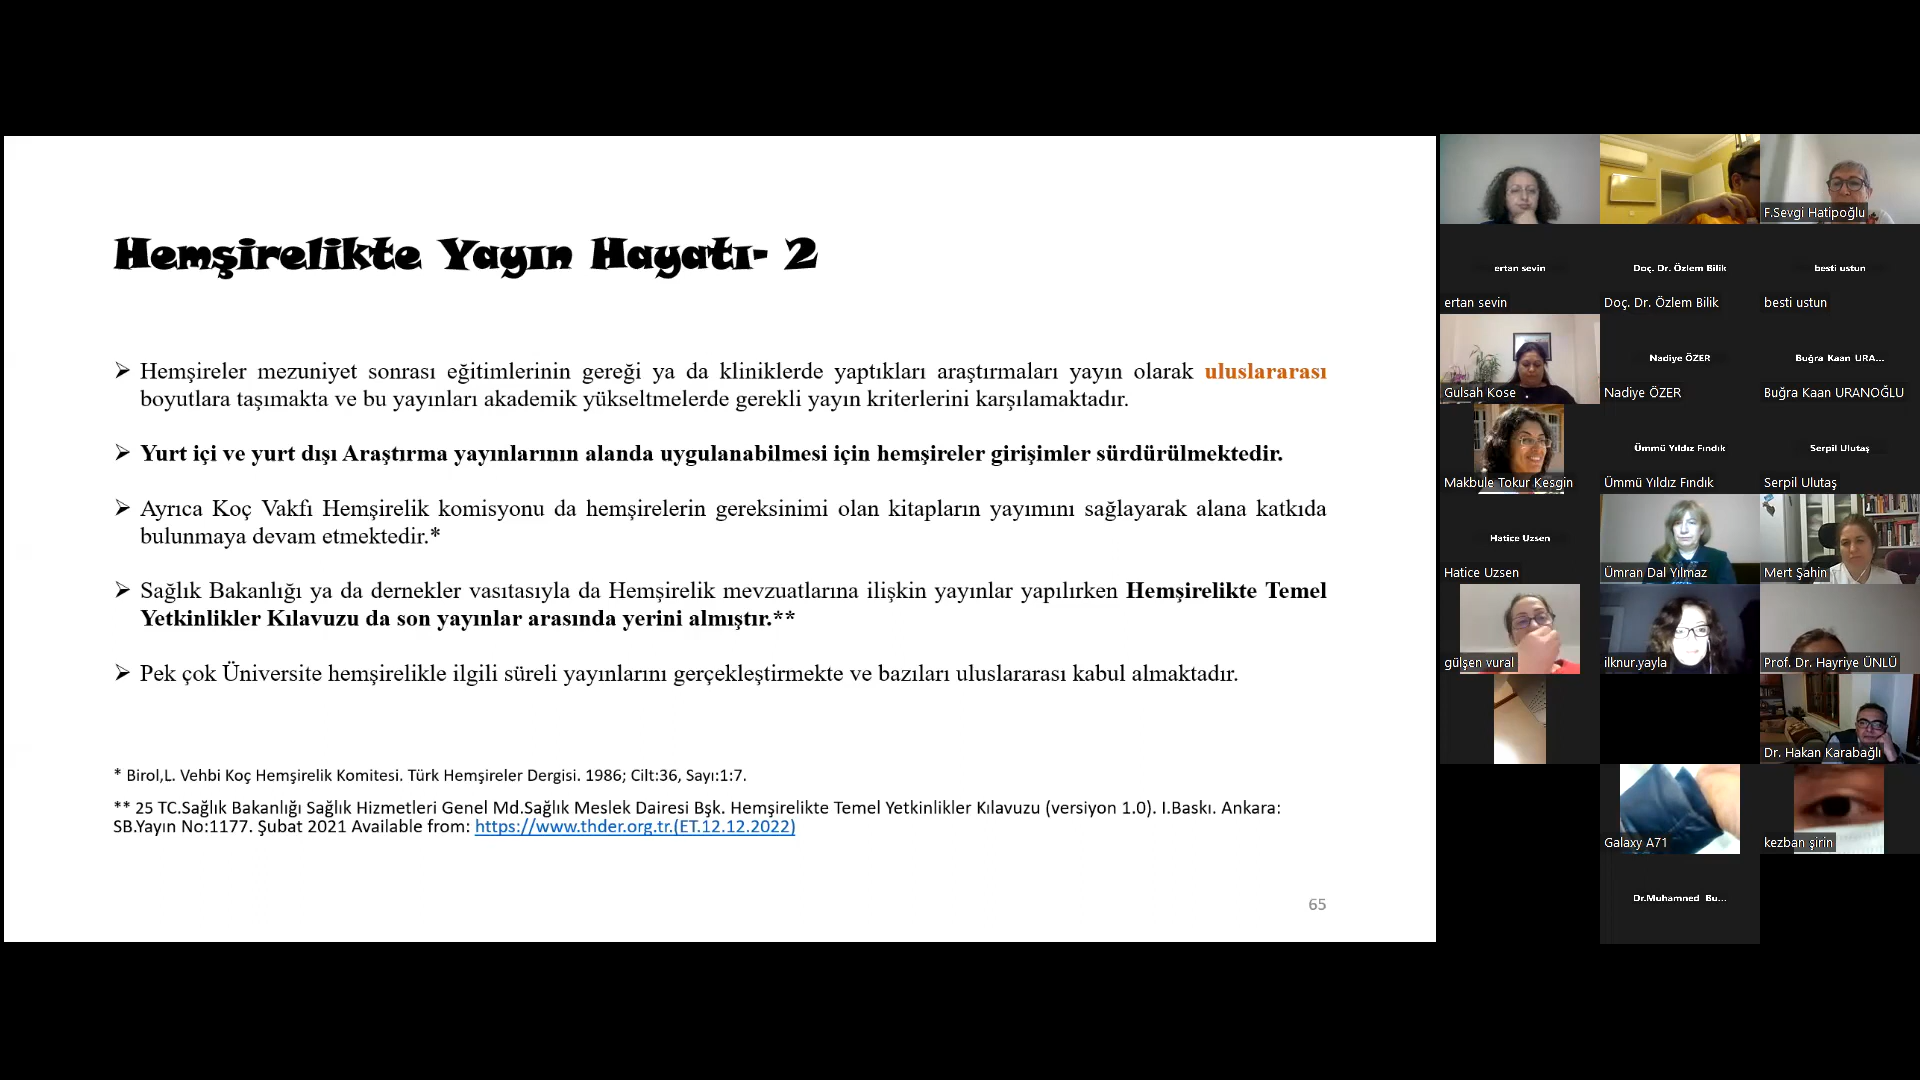 Hemşirelikte Yayın Hayatı- 2
➢ Hemşireler mezuniyet sonrası eğitimlerinin gereği ya da kliniklerde yaptıkları araştırmaları yayın olarak uluslararası
boyutlara taşımakta ve bu yayınları akademik yükseltmelerde gerekli yayın kriterlerini karşılamaktadır.
➢ Yurt içi ve yurt dışı Araştırma yayınlarının alanda uygulanabilmesi için hemşireler girişimler sürdürülmektedir.
➢ Ayrıca Koç Vakfı Hemşirelik komisyonu da hemşirelerin gereksinimi olan kitapların yayımını sağlayarak alana katkıda
bulunmaya devam etmektedir.*
➢ Sağlık Bakanlığı ya da dernekler vasıtasıyla da Hemşirelik mevzuatlarına ilişkin yayınlar yapılırken Hemşirelikte Temel
Yetkinlikler Kılavuzu da son yayınlar arasında yerini almıştır.**
➢ Pek çok Üniversite hemşirelikle ilgili süreli yayınlarını gerçekleştirmekte ve bazıları uluslararası kabul almaktadır.
* Birol,L. Vehbi Koç Hemşirelik Komitesi. Türk Hemşireler Dergisi. 1986; Cilt:36, Sayı:1:7.
** 25 TC.Sağlık Bakanlığı Sağlık Hizmetleri Genel Md.Sağlık Meslek Dairesi Bşk. Hemşirelikte Temel Yetkinlikler Kılavuzu (versiyon 1.0). I.Baskı. Ankara:
SB.Yayın No:1177. Şubat 2021 Available from: https://www.thder.org.tr.(ET.12.12.2022)
65
F.Sevgi Hatipoğlu
ertan sevin
Doç. Dr. Özlem Bilik
besti ustun
ertan sevin
Doç. Dr. Özlem Bilik
besti ustun
Nadiye ÖZER
Buğra Kaan URA...
Gulsah Kose
Nadiye ÖZER
Buğra Kaan URANOĞLU
Ümmü Yıldız Fındık
Serpil Ulutaş
Makbule Tokur Kesgin
Ümmü Yıldız Fındık
Serpil Ulutaş
Hatice Uzsen
Hatice Uzsen
Ümran Dal Yılmaz
Mert Şahin
gülşen vural
ilknur.yayla
Prof. Dr. Hayriye ÜNLÜ
Dr. Hakan Karabağlı
Galaxy A71
kezban şirin
Dr.Muhamned Bu...